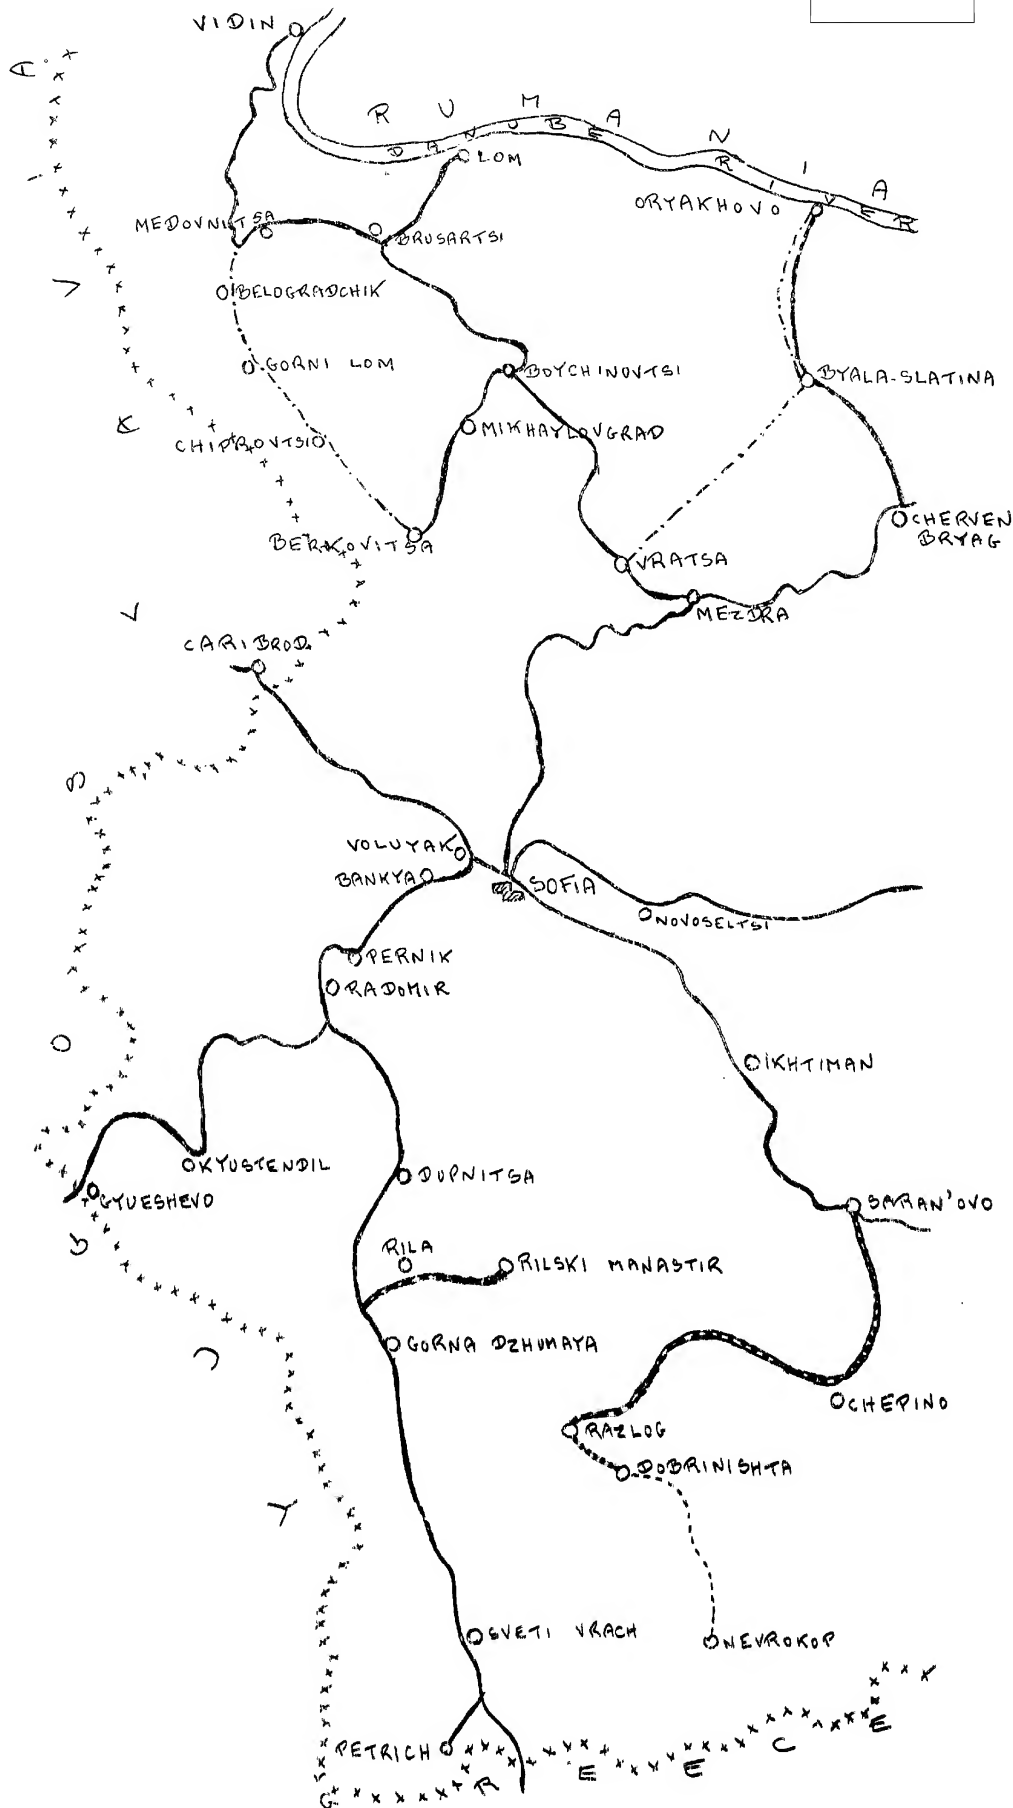 VIDIN
RUMBANIA
DANUBE RIVER
LOM
ORYAKHOVO
MEDOVNITSA
BRUSARTSI
BELOGRADCHIK
GORNI LOM
BOYCHINOVTSI
BYALA-SLATINA
MIKHAYLOVGRAD
CHIPROVTSI
CHERVEN
BRYAG
BERKOVITSA
VRATSA
MEZDRA
CARIBROD
VOLUYAK
BANKYA
SOFIA
NOVOSELTSI
PERNIK
RADOMIR
IKHTIMAN
KYUSTENDIL
DUPNITSA
GYUESHEVO
SARAN'OVO
RILA
RILSKI MANASTIR
GORNA DZHUMAYA
CHEPINO
RAZLOG
DOBRINISHTA
SVETI VRACH
NEVROKOP
PETRICH
GREECE
YUGOSLAVIA